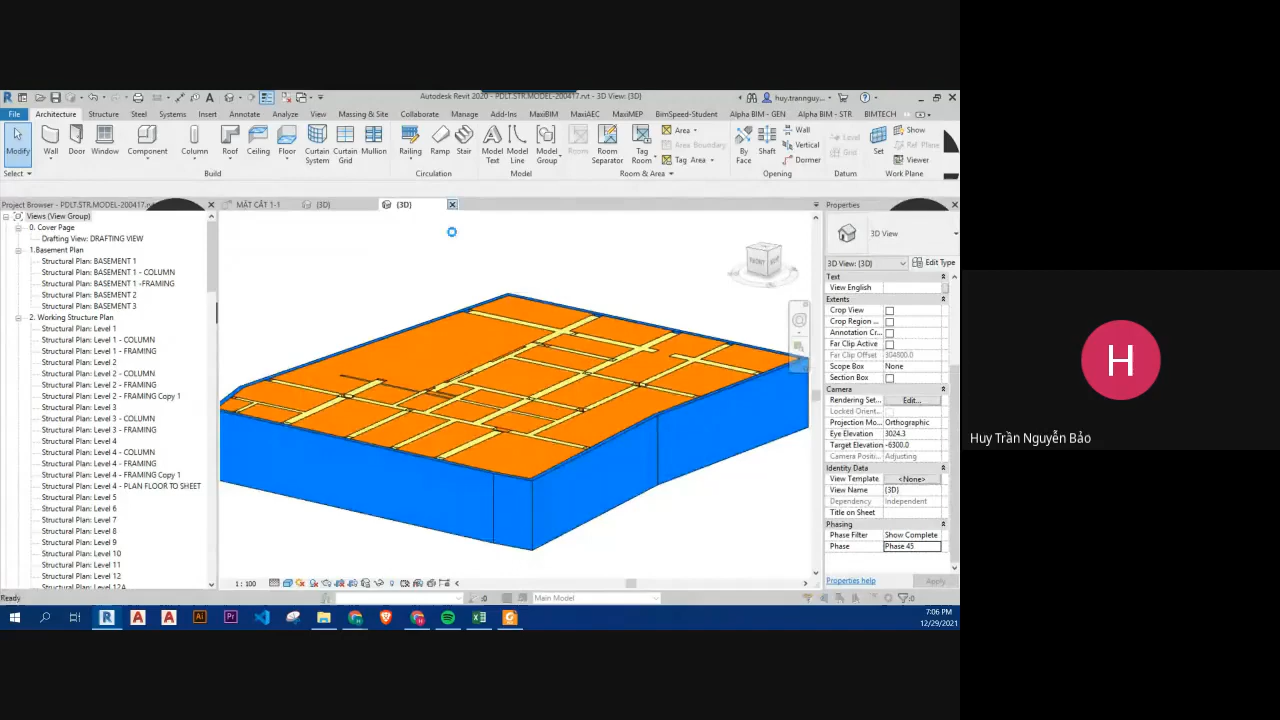 Autodesk Revit 2020 - PDLT.STR.MODEL-200417.rvt - 3D View: {3D}
huy.trannguy...
File Architecture Structure Steel Systems Insert Annotate Analyze View Massing & Site Collaborate Manage Add-Ins MaxiBIM MaxiAEC MaxiMEP BimSpeed-Student Alpha BIM - GEN Alpha BIM - STR BIMTECH
Modify Wall Door Window Component Column Roof Ceiling Floor Curtain System Curtain Grid Mullion Railing Ramp Stair Model Text Model Line Model Group Room Room Separator Tag Room Area Area Boundary Tag Area By Face Shaft Wall Vertical Dormer Level Grid Set Show Ref Plane Viewer
Select Build Circulation Model Room & Area Opening Datum Work Plane
Project Browser - PDLT.STR.MODEL-200417.rvt
MẶT CẮT 1-1 {3D} {3D}
Properties
Views (View Group)
0. Cover Page
Drafting View: DRAFTING VIEW
1.Basement Plan
Structural Plan: BASEMENT 1
Structural Plan: BASEMENT 1 - COLUMN
Structural Plan: BASEMENT 1 -FRAMING
Structural Plan: BASEMENT 2
Structural Plan: BASEMENT 3
2. Working Structure Plan
Structural Plan: Level 1
Structural Plan: Level 1 - COLUMN
Structural Plan: Level 1 - FRAMING
Structural Plan: Level 2
Structural Plan: Level 2 - COLUMN
Structural Plan: Level 2 - FRAMING
Structural Plan: Level 2 - FRAMING Copy 1
Structural Plan: Level 3
Structural Plan: Level 3 - COLUMN
Structural Plan: Level 3 - FRAMING
Structural Plan: Level 4
Structural Plan: Level 4 - COLUMN
Structural Plan: Level 4 - FRAMING
Structural Plan: Level 4 - FRAMING Copy 1
Structural Plan: Level 4 - PLAN FLOOR TO SHEET
Structural Plan: Level 5
Structural Plan: Level 6
Structural Plan: Level 7
Structural Plan: Level 8
Structural Plan: Level 9
Structural Plan: Level 10
Structural Plan: Level 11
Structural Plan: Level 12
Structural Plan: Level 12A
FRONT
3D View
3D View: {3D} Edit Type
Text
View English
Extents
Crop View
Crop Region ...
Annotation Cr...
Far Clip Active
Far Clip Offset 304800.0
Scope Box None
Section Box
Camera
Rendering Set... Edit...
Locked Orient...
Projection Mo... Orthographic
Eye Elevation 3024.3
Target Elevation -6300.0
Camera Positi... Adjusting
Identity Data
View Template <None>
View Name {3D}
Dependency Independent
Title on Sheet
Phasing
Phase Filter Show Complete
Phase Phase 45
Properties help Apply
1 : 100
Ready
:0 Main Model :0
7:06 PM
12/29/2021
H
Huy Trần Nguyễn Bảo